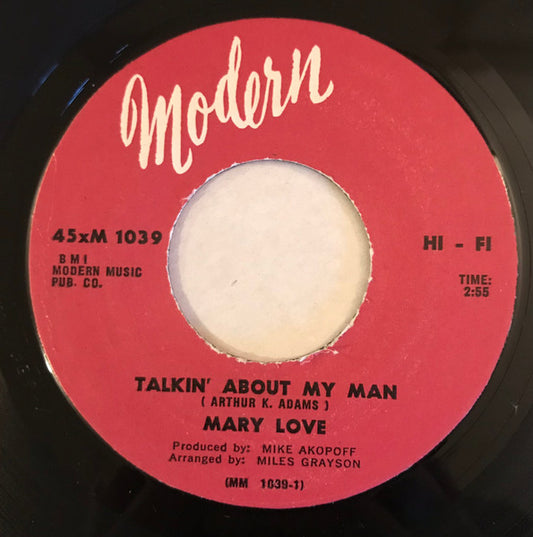 Modern
45xM 1039
HI - FI
BMI
MODERN MUSIC
PUB. CO.
TIME:
2:55
TALKIN' ABOUT MY MAN
( ARTHUR K. ADAMS )
MARY LOVE
Produced by: MIKE AKOPOFF
Arranged by: MILES GRAYSON
(MM 1039-1)